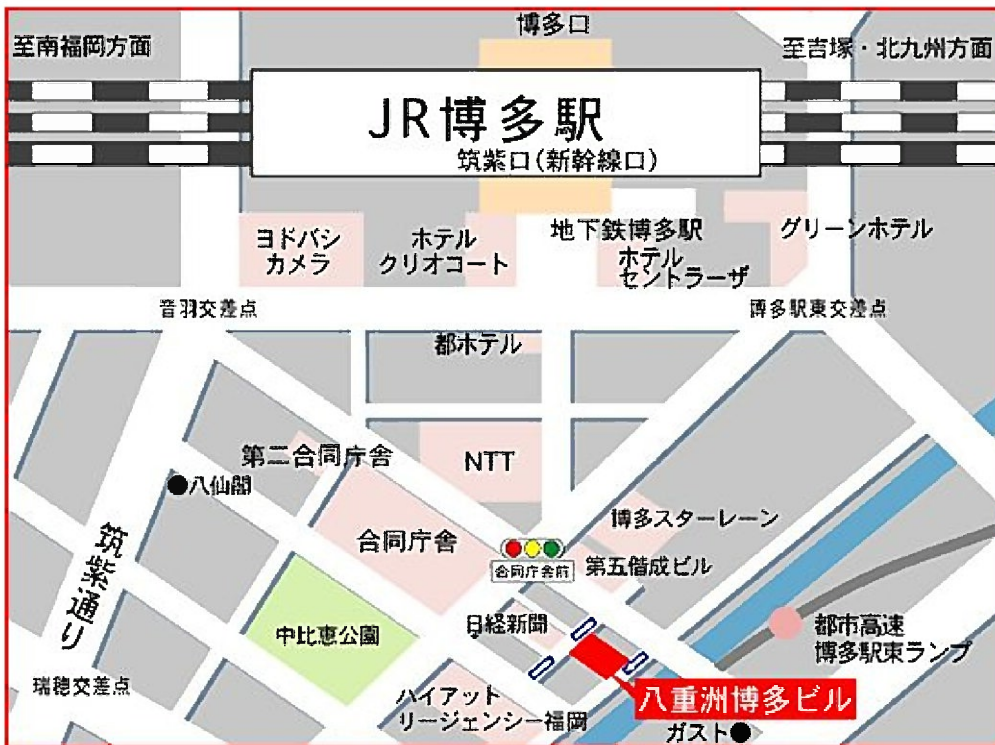 博多口
至南福岡方面
至吉塚・北九州方面
JR博多駅
筑紫口(新幹線口)
ヨドバシ
カメラ
ホテル
クリオコート
地下鉄博多駅
ホテル
セントラーザ
グリーンホテル
音羽交差点
博多駅東交差点
都ホテル
第二合同庁舎
NTT
八仙閣
博多スターレーン
合同庁舎
合同庁舎前
第五偕成ビル
筑紫通り
中比恵公園
日経新聞
都市高速
博多駅東ランプ
瑞穂交差点
ハイアット
リージェンシー福岡
八重洲博多ビル
ガスト